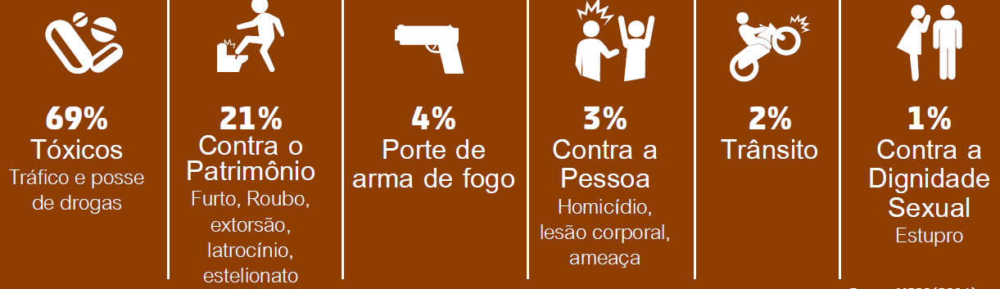 69%
Tóxicos
Tráfico e posse
de drogas
21%
Contra o
Patrimônio
Furto, Roubo,
extorsão,
latrocínio,
estelionato
4%
Porte de
arma de fogo
3%
Contra a
Pessoa
Homicídio,
lesão corporal,
ameaça
2%
Trânsito
1%
Contra a
Dignidade
Sexual
Estupro